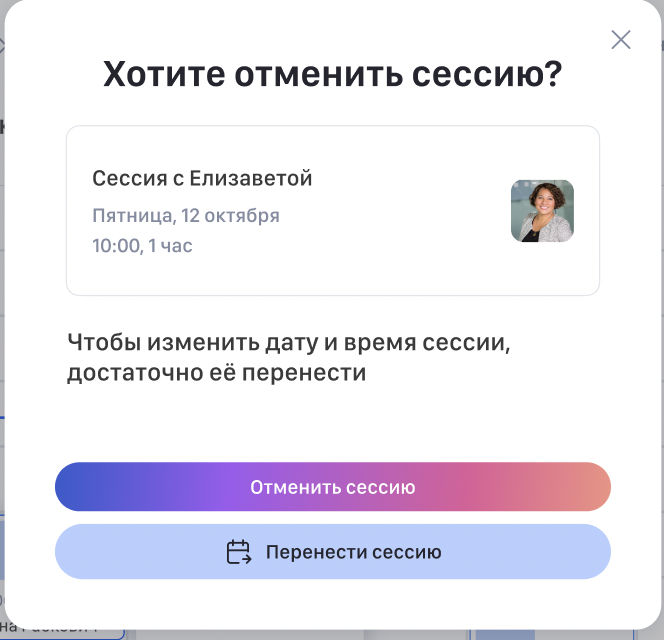 Хотите отменить сессию?
Сессия с Елизаветой
Пятница, 12 октября
10:00, 1 час
Чтобы изменить дату и время сессии,
достаточно её перенести
Отменить сессию
Перенести сессию